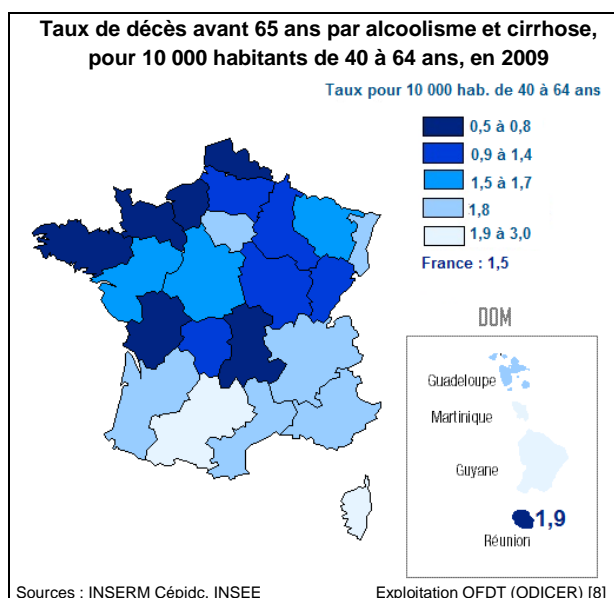 Taux de décès avant 65 ans par alcoolisme et cirrhose,
pour 10 000 habitants de 40 à 64 ans, en 2009
Taux pour 10 000 hab. de 40 à 64 ans
0,5 à 0,8
0,9 à 1,4
1,5 à 1,7
1,8
1,9 à 3,0
France : 1,5
DOM
Guadeloupe
Martinique
Guyane
1,9
Réunion
Sources : INSERM Cépidc, INSEE Exploitation OFDT (ODICER) [8]